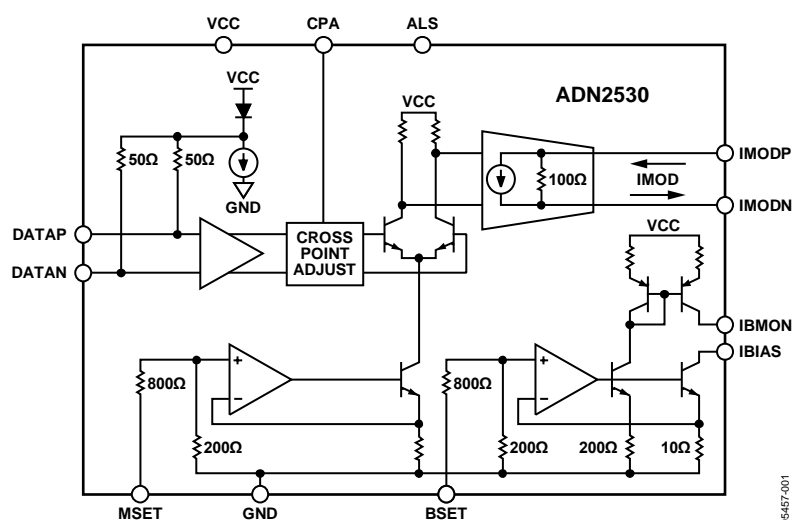 VCC CPA ALS
VCC
VCC
ADN2530
50Ω 50Ω
GND
100Ω
IMOD
IMODP
IMODN
DATAP
DATAN
CROSS
POINT
ADJUST
VCC
IBMON
IBIAS
800Ω
+
–
200Ω
800Ω
+
–
200Ω 200Ω 10Ω
MSET GND BSET
05457-001